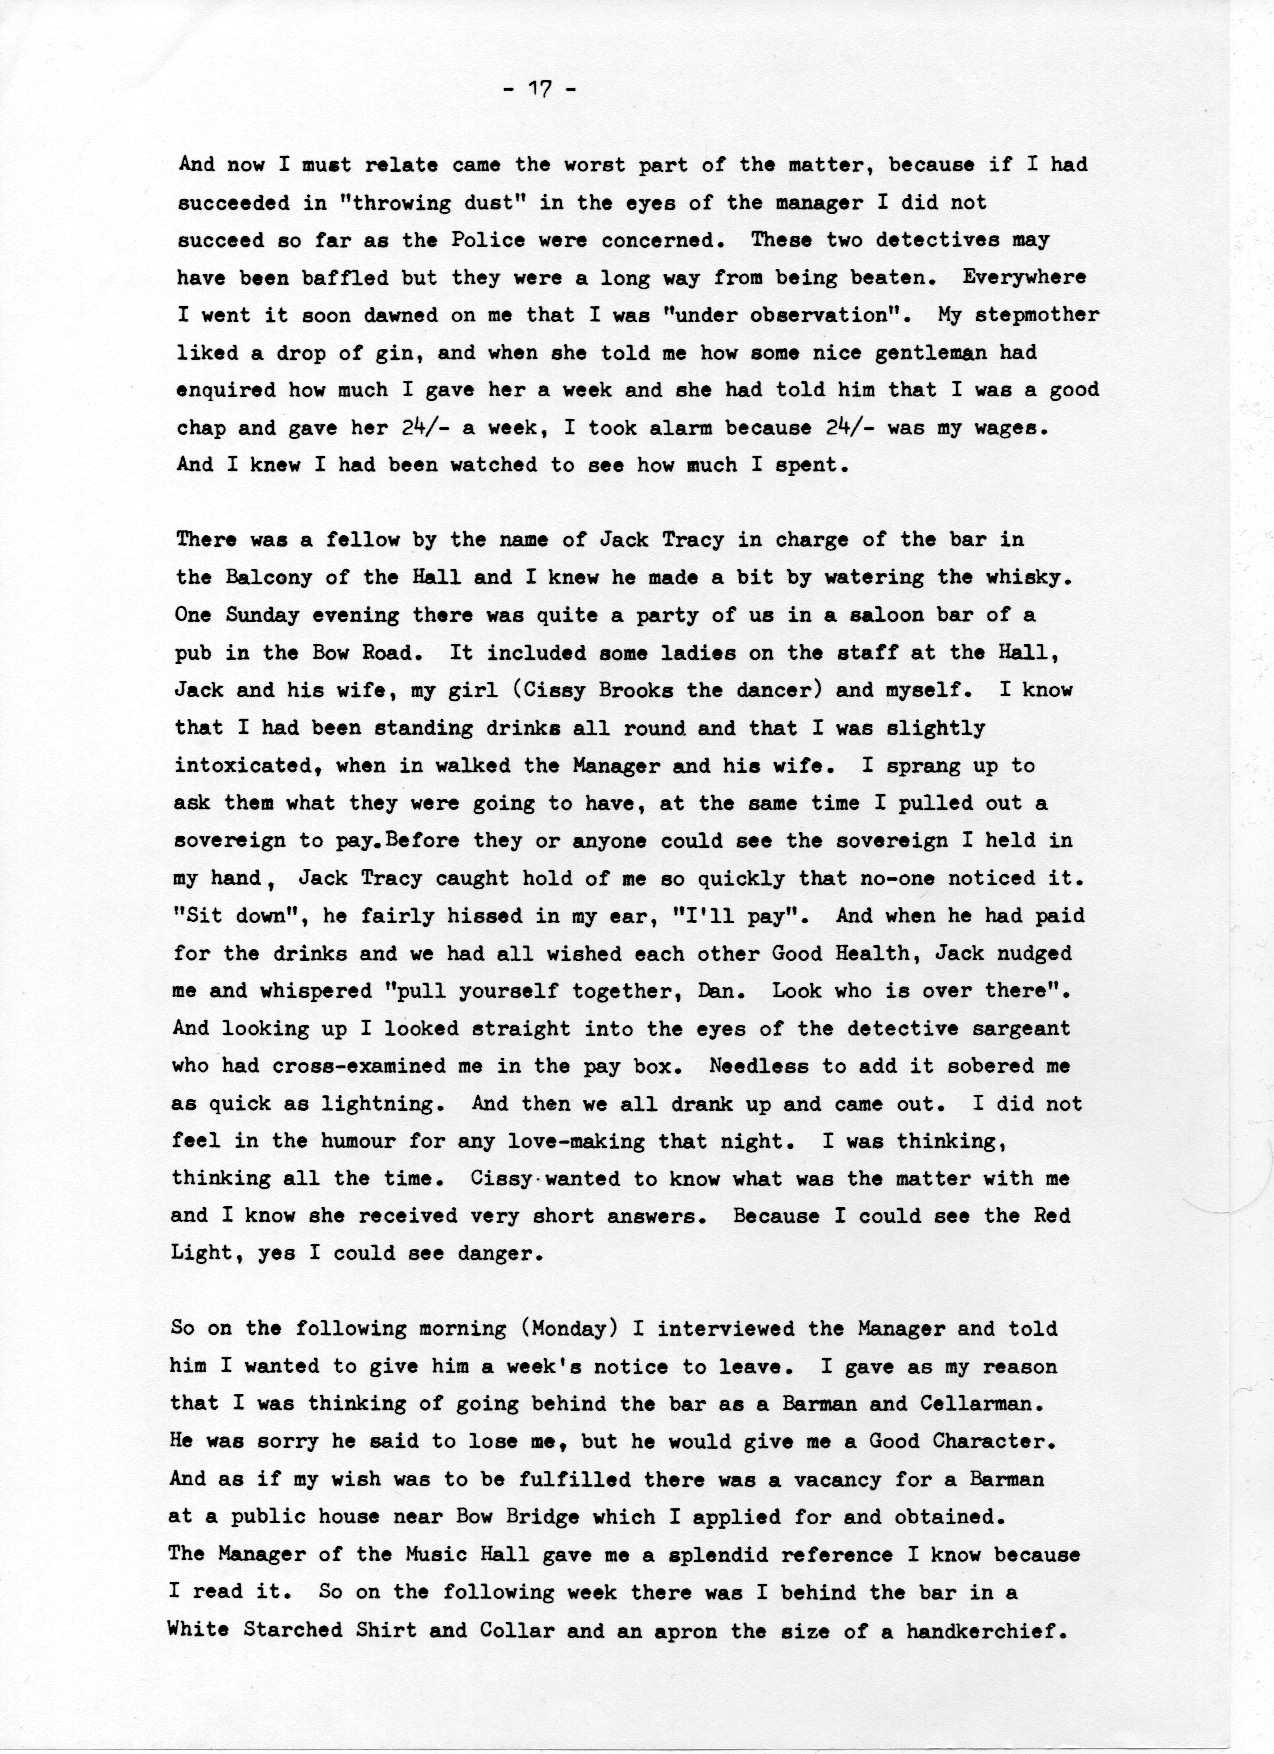 - 17 -
And now I must relate came the worst part of the matter, because if I had
succeeded in "throwing dust" in the eyes of the manager I did not
succeed so far as the Police were concerned. These two detectives may
have been baffled but they were a long way from being beaten. Everywhere
I went it soon dawned on me that I was "under observation". My stepmother
liked a drop of gin, and when she told me how some nice gentleman had
enquired how much I gave her a week and she had told him that I was a good
chap and gave her 24/- a week, I took alarm because 24/- was my wages.
And I knew I had been watched to see how much I spent.
There was a fellow by the name of Jack Tracy in charge of the bar in
the Balcony of the Hall and I knew he made a bit by watering the whisky.
One Sunday evening there was quite a party of us in a saloon bar of a
pub in the Bow Road. It included some ladies on the staff at the Hall,
Jack and his wife, my girl (Cissy Brooks the dancer) and myself. I know
that I had been standing drinks all round and that I was slightly
intoxicated, when in walked the Manager and his wife. I sprang up to
ask them what they were going to have, at the same time I pulled out a
sovereign to pay.Before they or anyone could see the sovereign I held in
my hand, Jack Tracy caught hold of me so quickly that no-one noticed it.
"Sit down", he fairly hissed in my ear, "I'll pay". And when he had paid
for the drinks and we had all wished each other Good Health, Jack nudged
me and whispered "pull yourself together, Dan. Look who is over there".
And looking up I looked straight into the eyes of the detective sargeant
who had cross-examined me in the pay box. Needless to add it sobered me
as quick as lightning. And then we all drank up and came out. I did not
feel in the humour for any love-making that night. I was thinking,
thinking all the time. Cissy wanted to know what was the matter with me
and I know she received very short answers. Because I could see the Red
Light, yes I could see danger.
So on the following morning (Monday) I interviewed the Manager and told
him I wanted to give him a week's notice to leave. I gave as my reason
that I was thinking of going behind the bar as a Barman and Cellarman.
He was sorry he said to lose me, but he would give me a Good Character.
And as if my wish was to be fulfilled there was a vacancy for a Barman
at a public house near Bow Bridge which I applied for and obtained.
The Manager of the Music Hall gave me a splendid reference I know because
I read it. So on the following week there was I behind the bar in a
White Starched Shirt and Collar and an apron the size of a handkerchief.